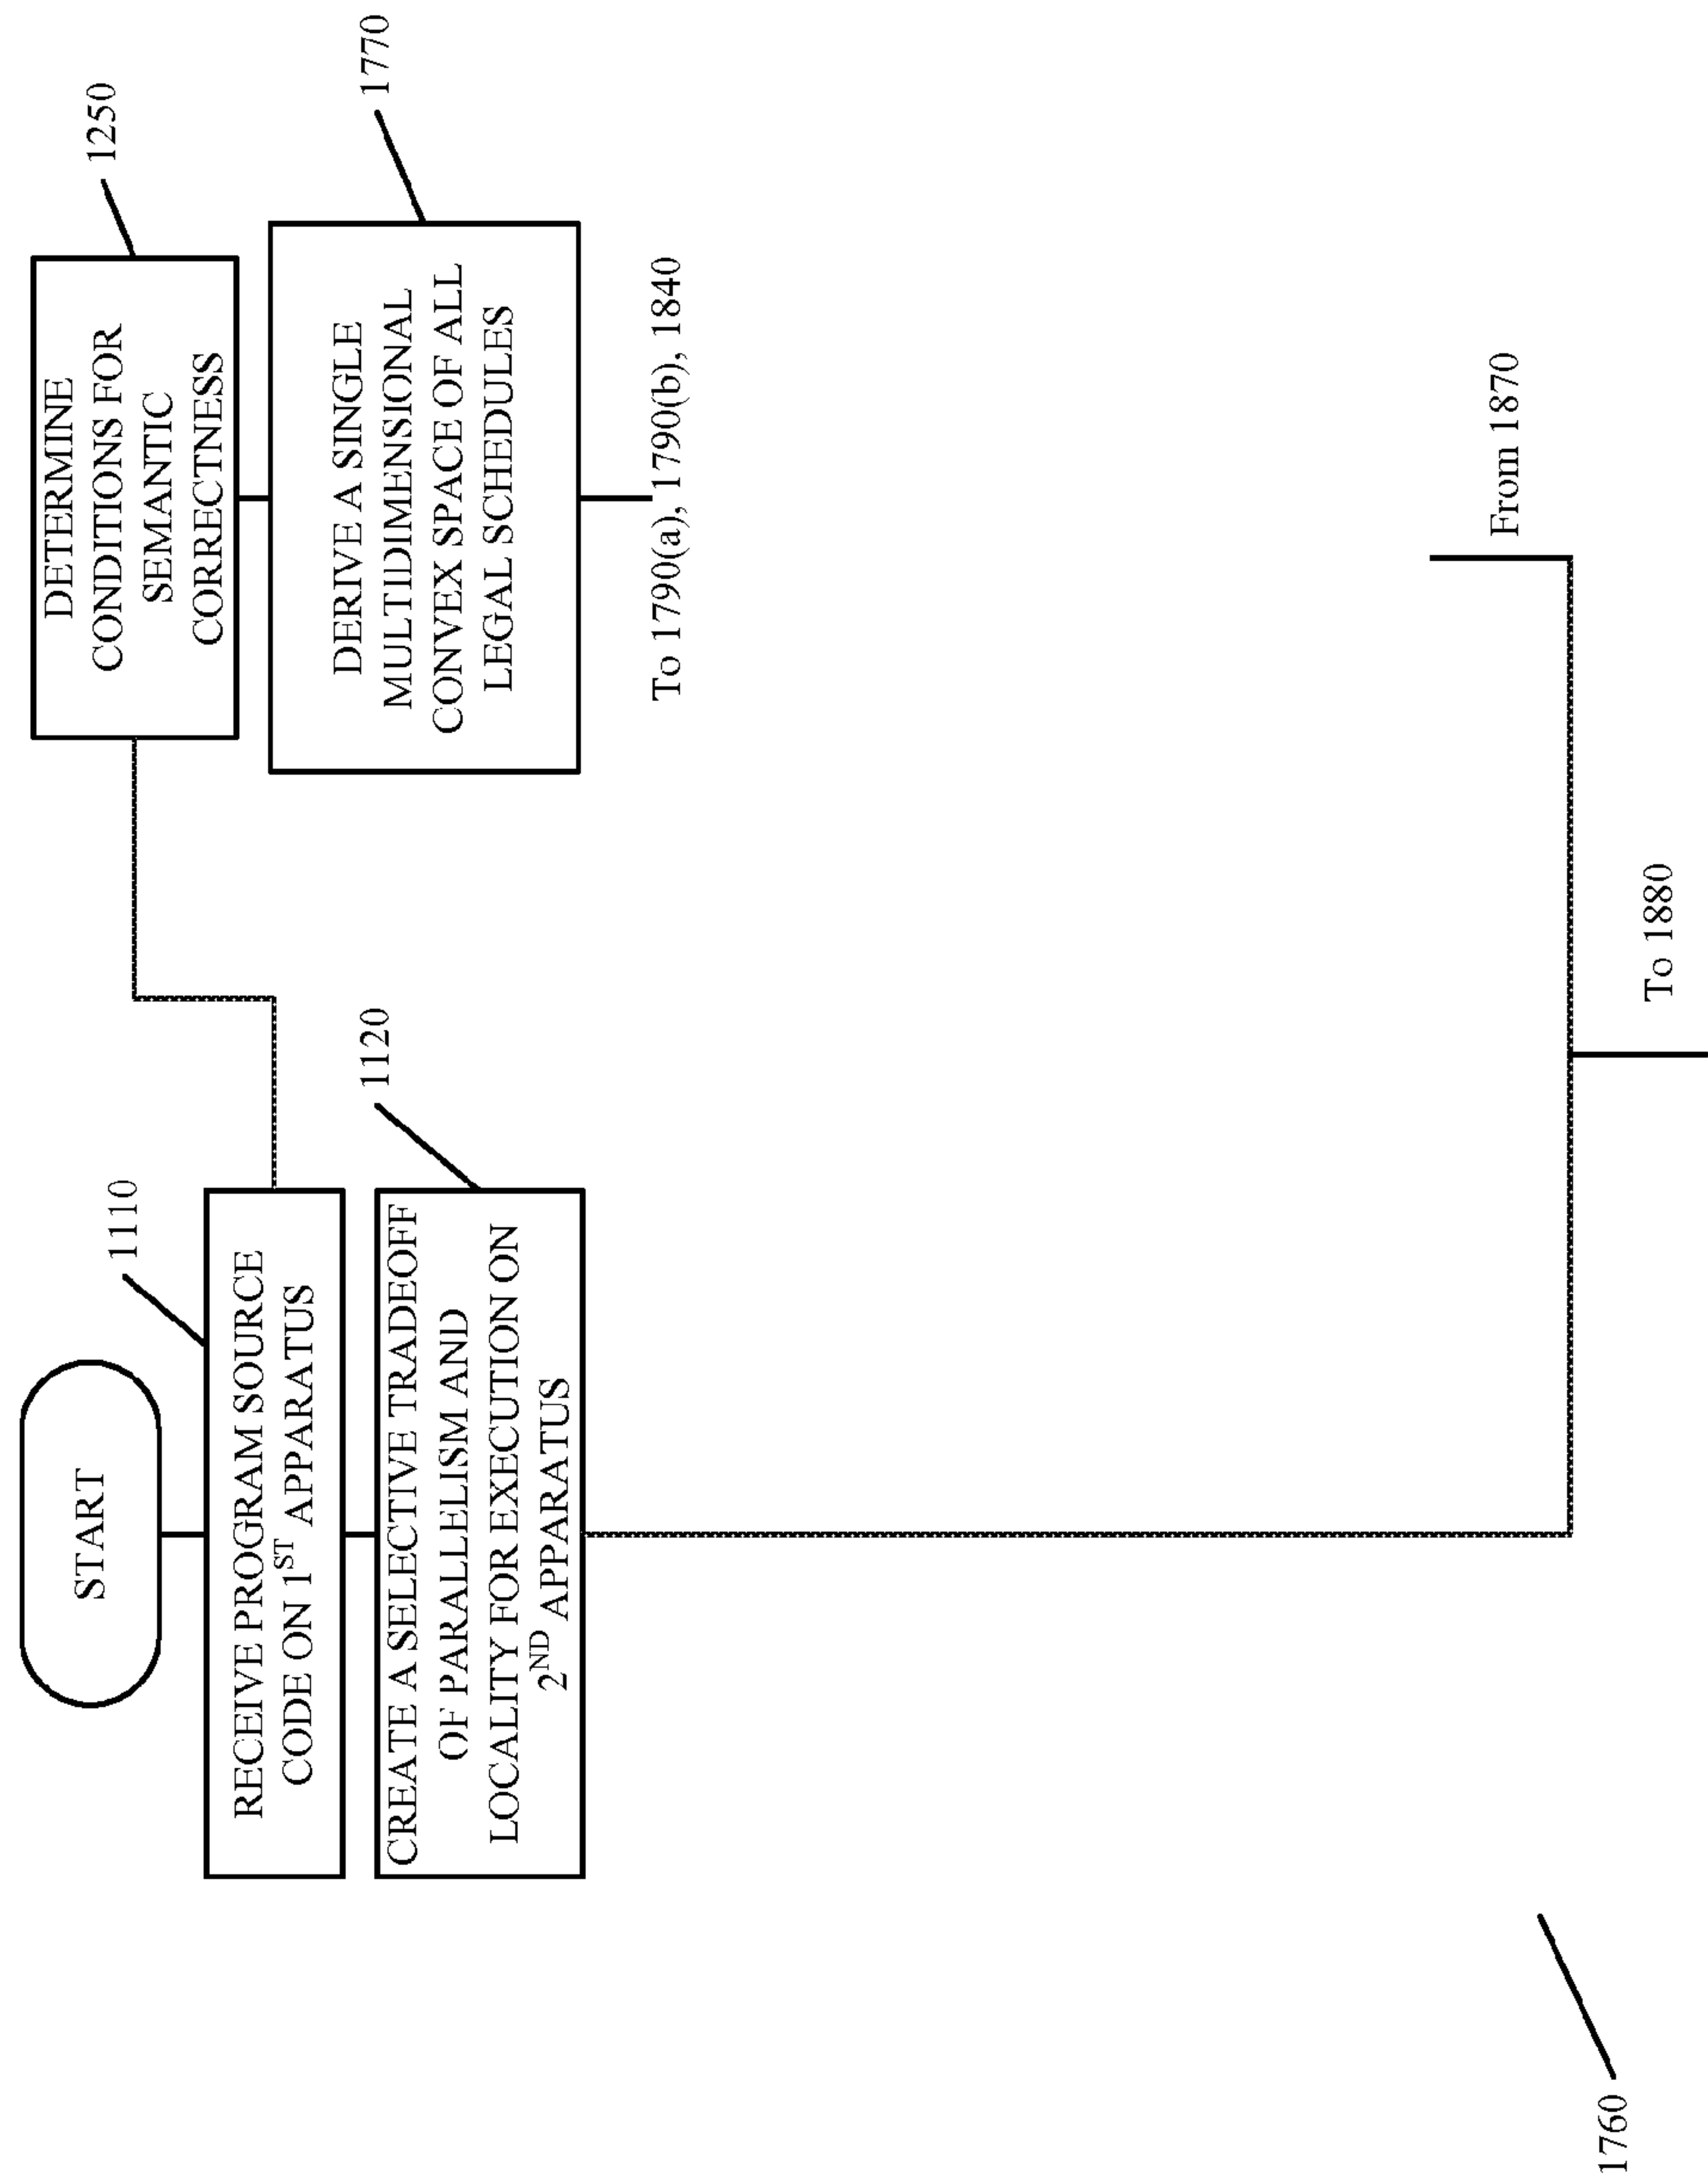 START
1110
RECEIVE PROGRAM SOURCE
CODE ON 1ST APPARATUS
1120
CREATE A SELECTIVE TRADEOFF
OF PARALLELISM AND
LOCALITY FOR EXECUTION ON
2ND APPARATUS
1250
DETERMINE
CONDITIONS FOR
SEMANTIC
CORRECTNESS
1770
DERIVE A SINGLE
MULTIDIMENSIONAL
CONVEX SPACE OF ALL
LEGAL SCHEDULES
To 1790(a), 1790(b), 1840
From 1870
To 1880
1760